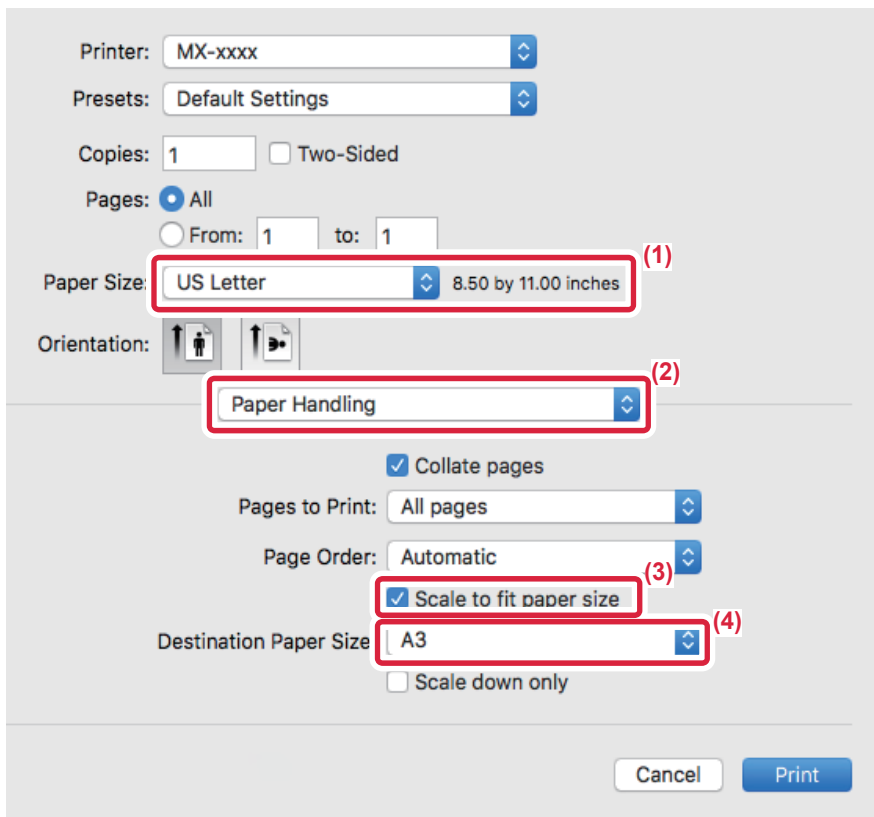 Printer: MX-xxxx
Presets: Default Settings
Copies: 1 Two-Sided
Pages: All
From: 1 to: 1
(1)
Paper Size: US Letter 8.50 by 11.00 inches
Orientation:
(2)
Paper Handling
Collate pages
Pages to Print: All pages
Page Order: Automatic
(3)
Scale to fit paper size
(4)
Destination Paper Size A3
Scale down only
Cancel Print